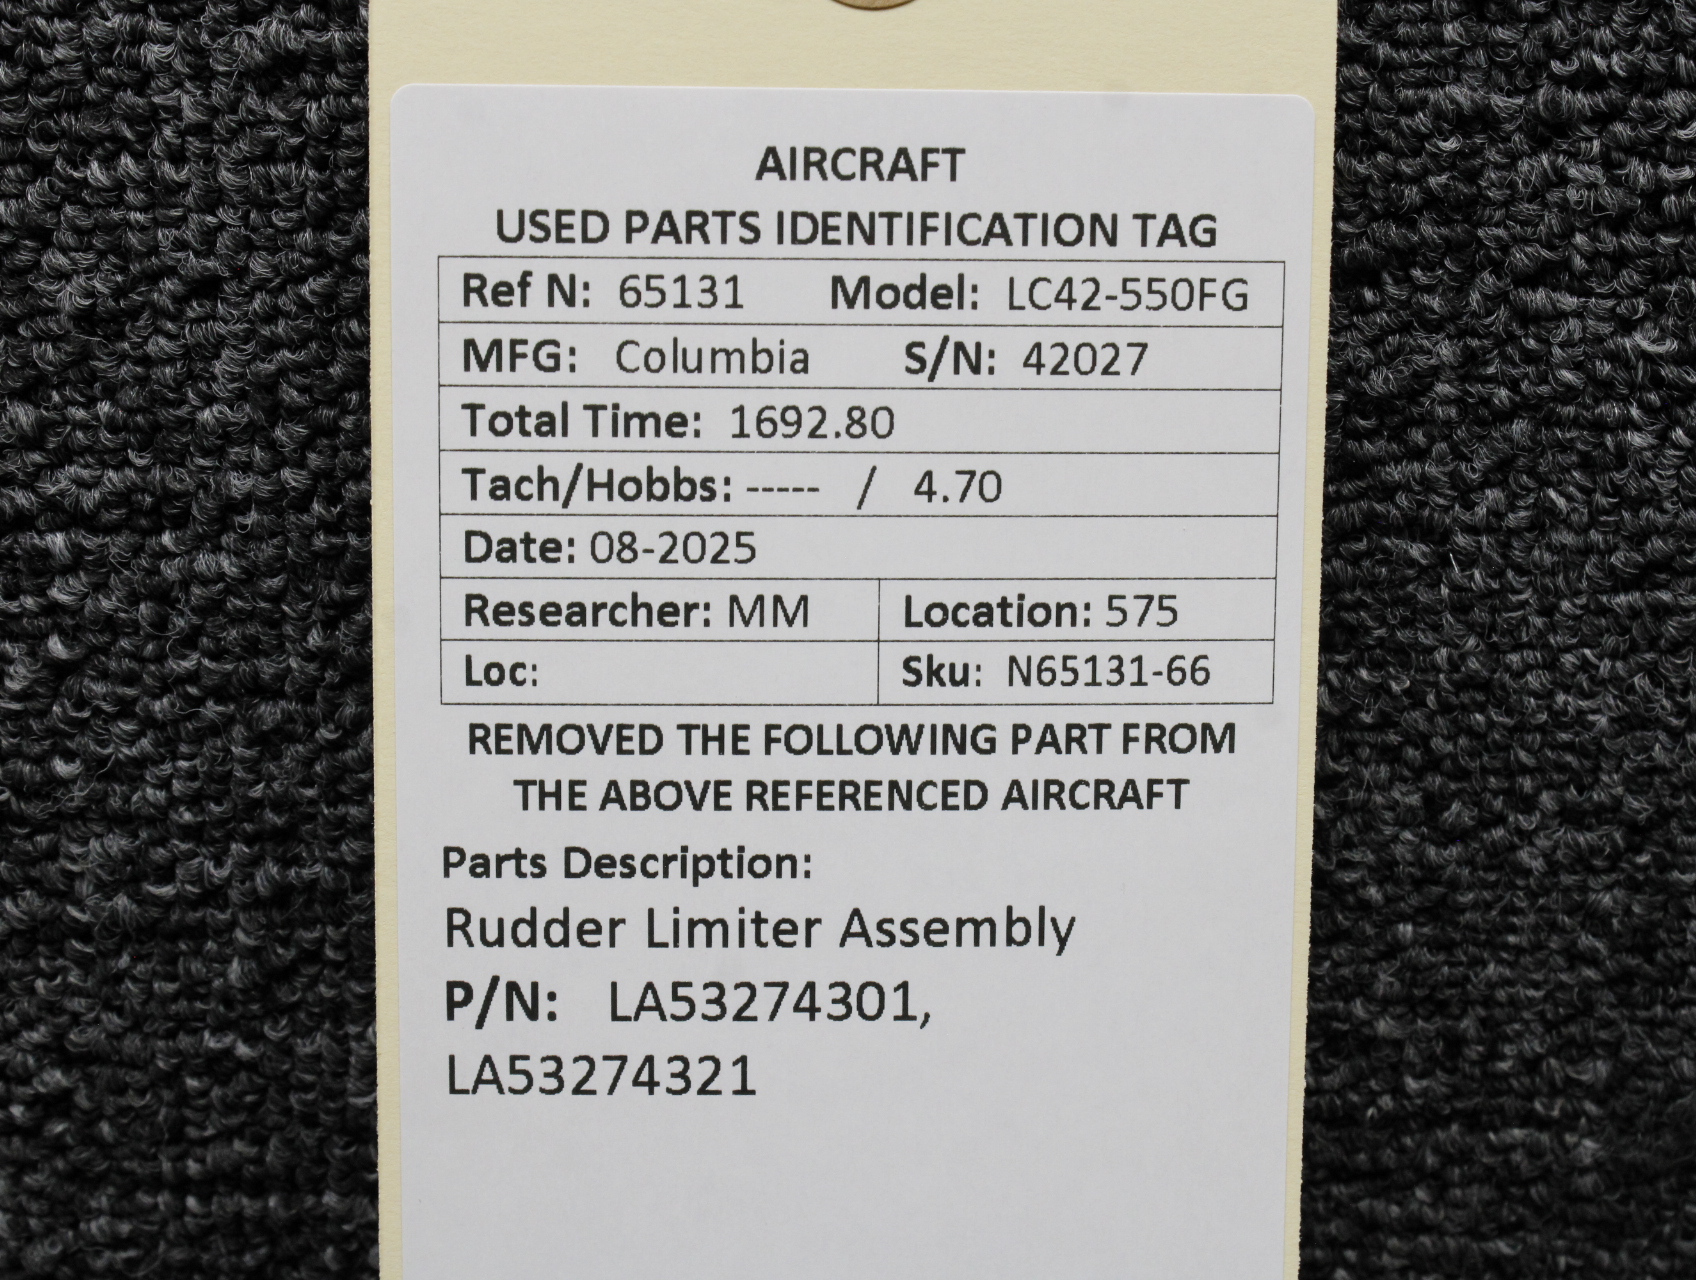 AIRCRAFT
USED PARTS IDENTIFICATION TAG
Ref N: 65131 Model: LC42-550FG
MFG: Columbia S/N: 42027
Total Time: 1692.80
Tach/Hobbs: ----- / 4.70
Date: 08-2025
Researcher: MM Location: 575
Loc: Sku: N65131-66
REMOVED THE FOLLOWING PART FROM
THE ABOVE REFERENCED AIRCRAFT
Parts Description:
Rudder Limiter Assembly
P/N: LA53274301,
LA53274321